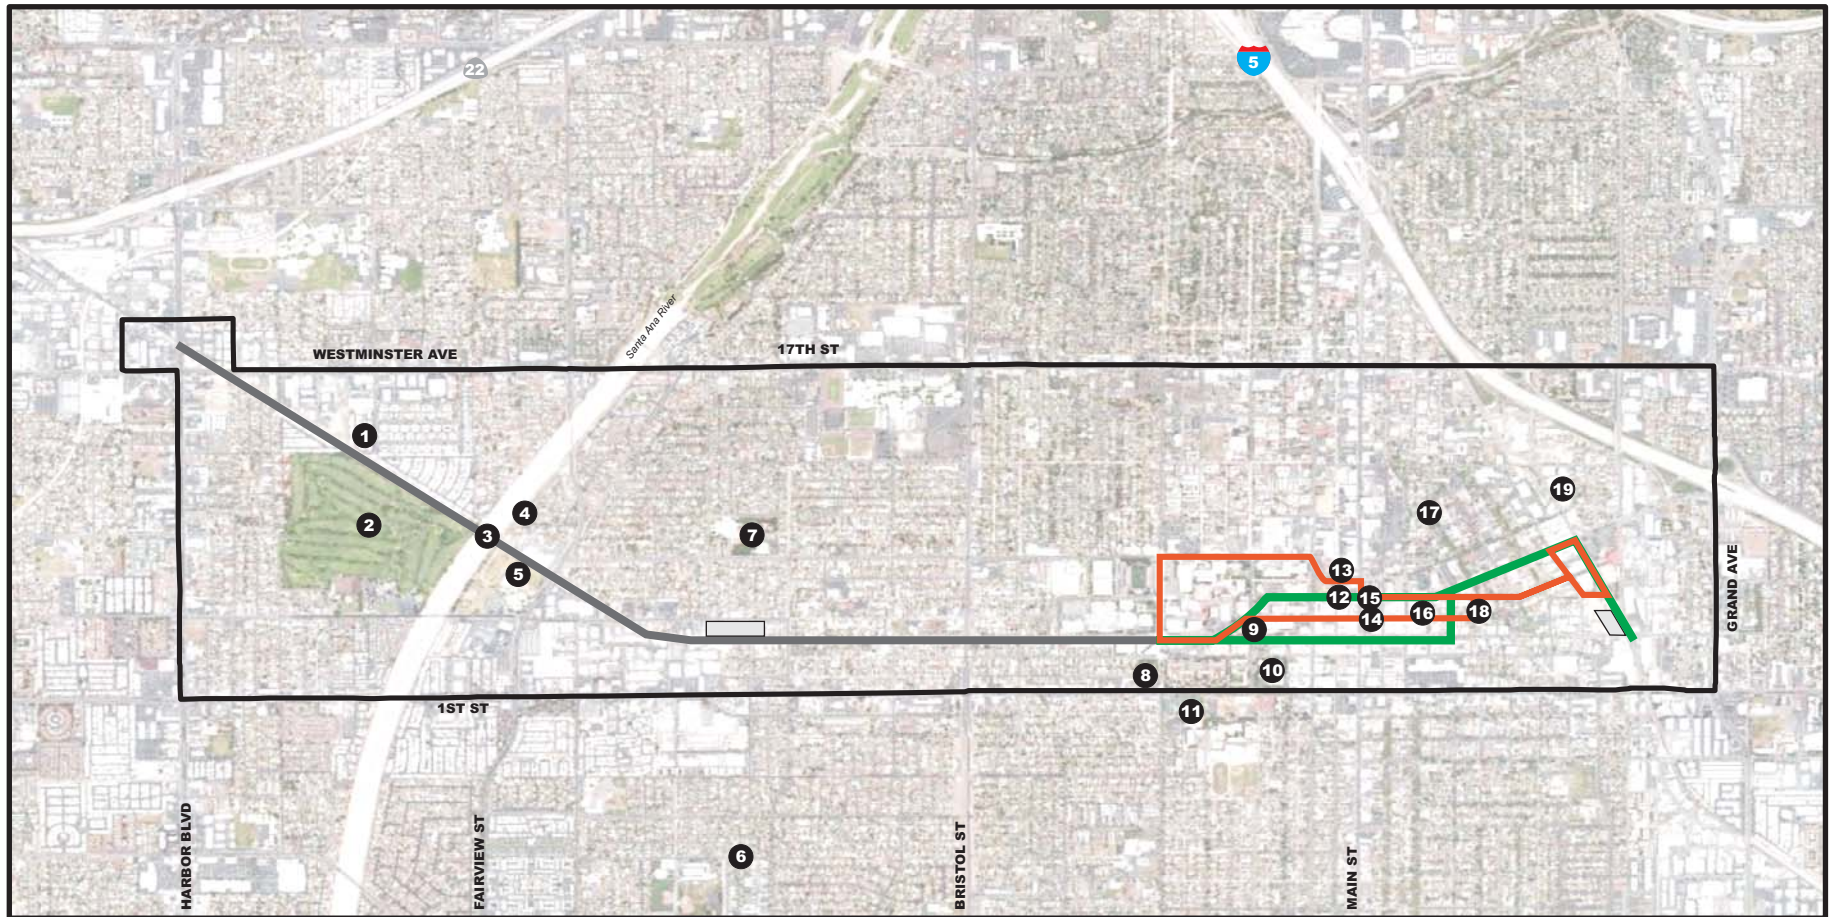 22
5
Santa Ana River
WESTMINSTER AVE
17TH ST
1
2
3
4
5
7
19
17
13
12
15
16
18
14
9
GRAND AVE
8
10
11
1ST ST
6
HARBOR BLVD
FAIRVIEW ST
BRISTOL ST
MAIN ST